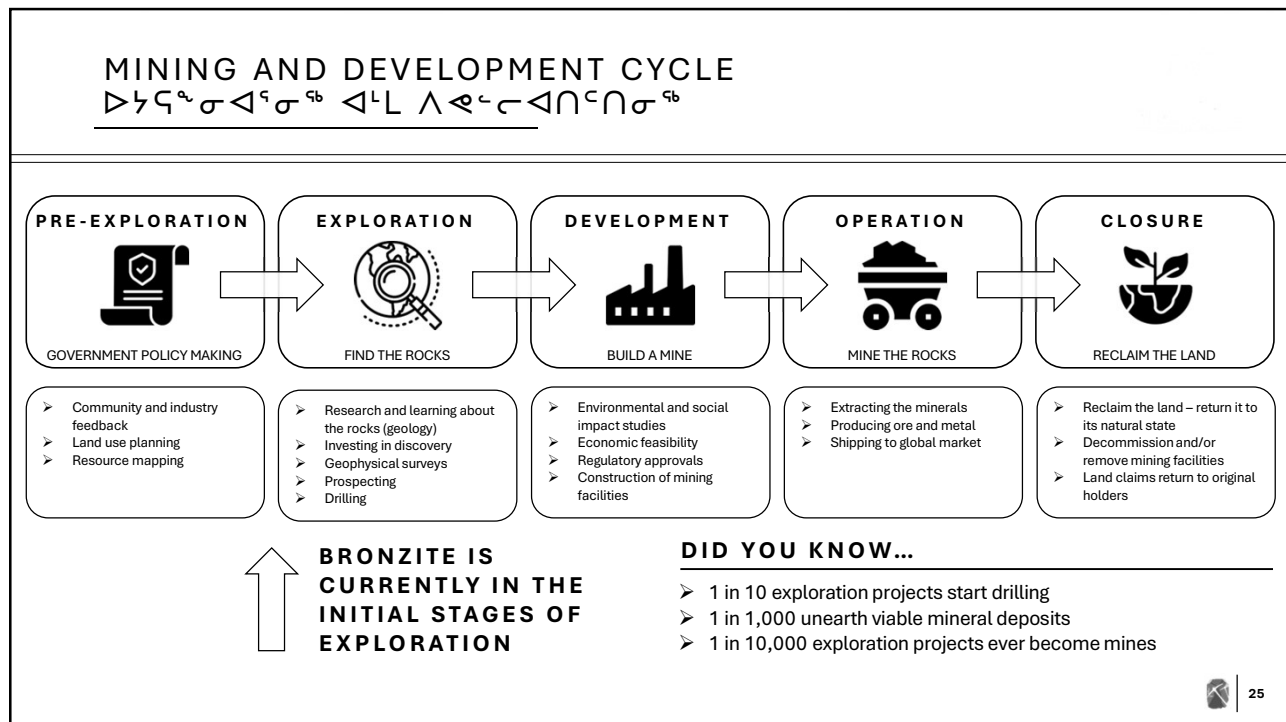 MINING AND DEVELOPMENT CYCLE
ᐅᔭᕋᖕᓂᐊᕐᓂᖅ ᐊᒻᒪ ᐱᕙᓪᓕᐊᑎᑦᑎᓂᖅ
PRE-EXPLORATION
GOVERNMENT POLICY MAKING
EXPLORATION
FIND THE ROCKS
DEVELOPMENT
BUILD A MINE
OPERATION
MINE THE ROCKS
CLOSURE
RECLAIM THE LAND
➢ Community and industry
feedback
➢ Land use planning
➢ Resource mapping
➢ Research and learning about
the rocks (geology)
➢ Investing in discovery
➢ Geophysical surveys
➢ Prospecting
➢ Drilling
➢ Environmental and social
impact studies
➢ Economic feasibility
➢ Regulatory approvals
➢ Construction of mining
facilities
➢ Extracting the minerals
➢ Producing ore and metal
➢ Shipping to global market
➢ Reclaim the land – return it to
its natural state
➢ Decommission and/or
remove mining facilities
➢ Land claims return to original
holders
BRONZITE IS
CURRENTLY IN THE
INITIAL STAGES OF
EXPLORATION
DID YOU KNOW…
➢ 1 in 10 exploration projects start drilling
➢ 1 in 1,000 unearth viable mineral deposits
➢ 1 in 10,000 exploration projects ever become mines
25